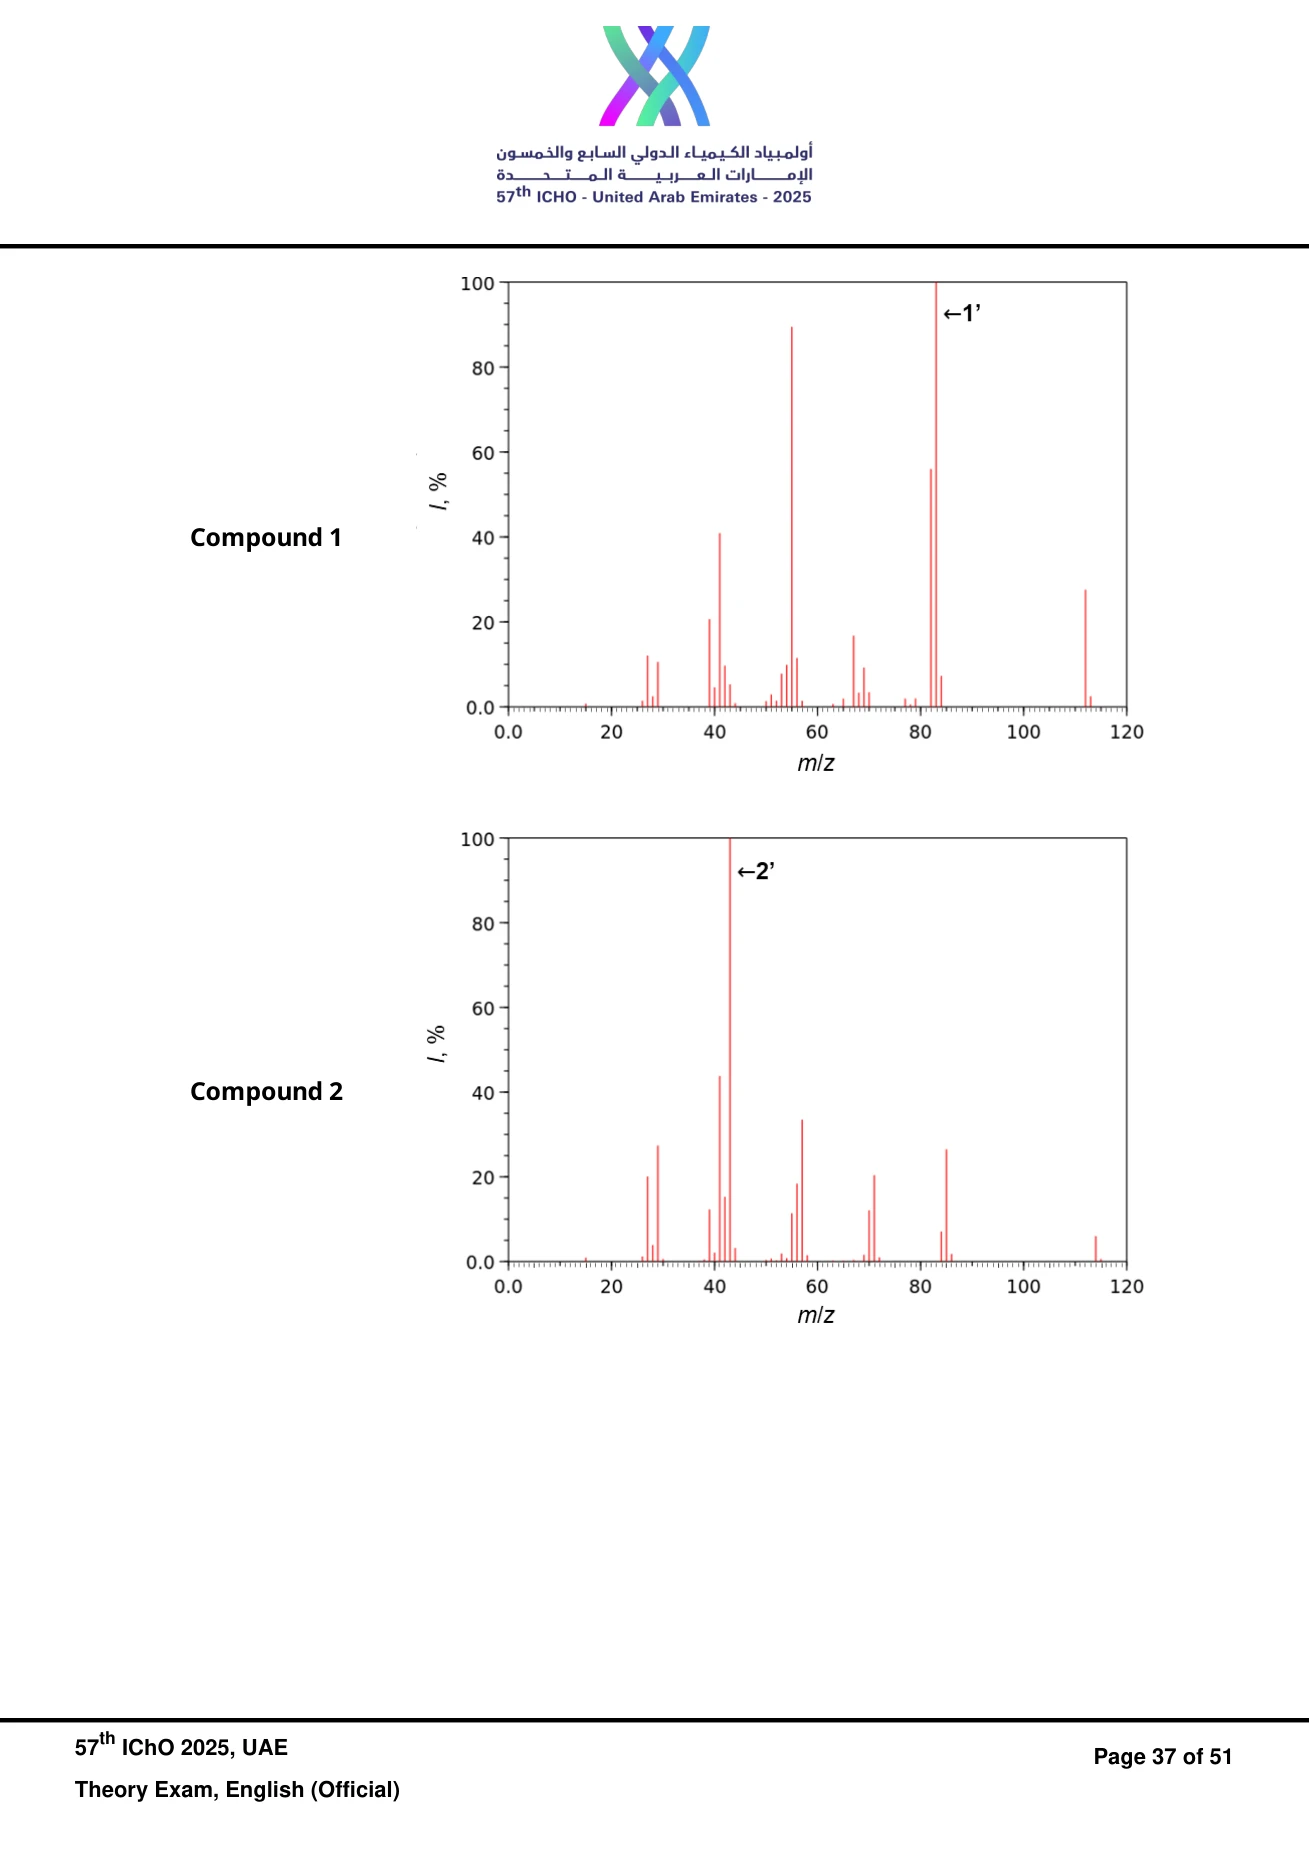 أولمبياد الكيمياء الدولي السابع والخمسون
الإمارات العربية المتحدة
57th ICHO - United Arab Emirates - 2025
100
80
60
40
20
0.0
I, %
←1’
0.0 20 40 60 80 100 120
m/z
Compound 1
100
80
60
40
20
0.0
I, %
←2’
0.0 20 40 60 80 100 120
m/z
Compound 2
57th IChO 2025, UAE
Page 37 of 51
Theory Exam, English (Official)